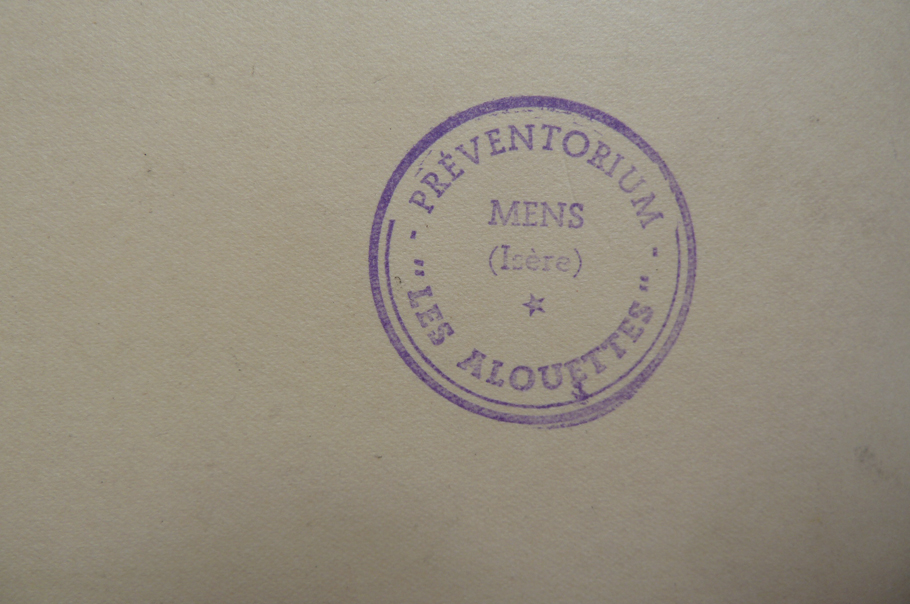 - PRÉVENTORIUM -
MENS
(Isère)
"LES ALOUETTES"